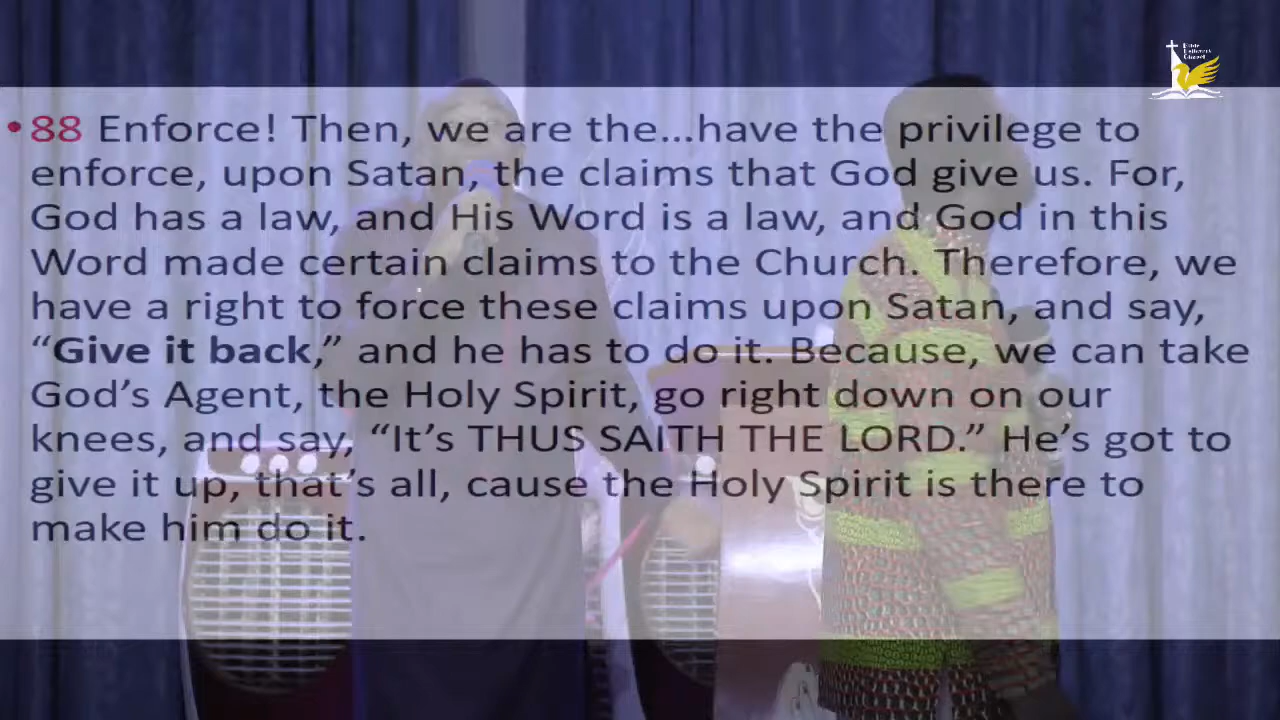 Bible
Believers
Chapel
•88 Enforce! Then, we are the...have the privilege to
enforce, upon Satan, the claims that God give us. For,
God has a law, and His Word is a law, and God in this
Word made certain claims to the Church. Therefore, we
have a right to force these claims upon Satan, and say,
“Give it back,” and he has to do it. Because, we can take
God’s Agent, the Holy Spirit, go right down on our
knees, and say, “It’s THUS SAITH THE LORD.” He’s got to
give it up, that’s all, cause the Holy Spirit is there to
make him do it.